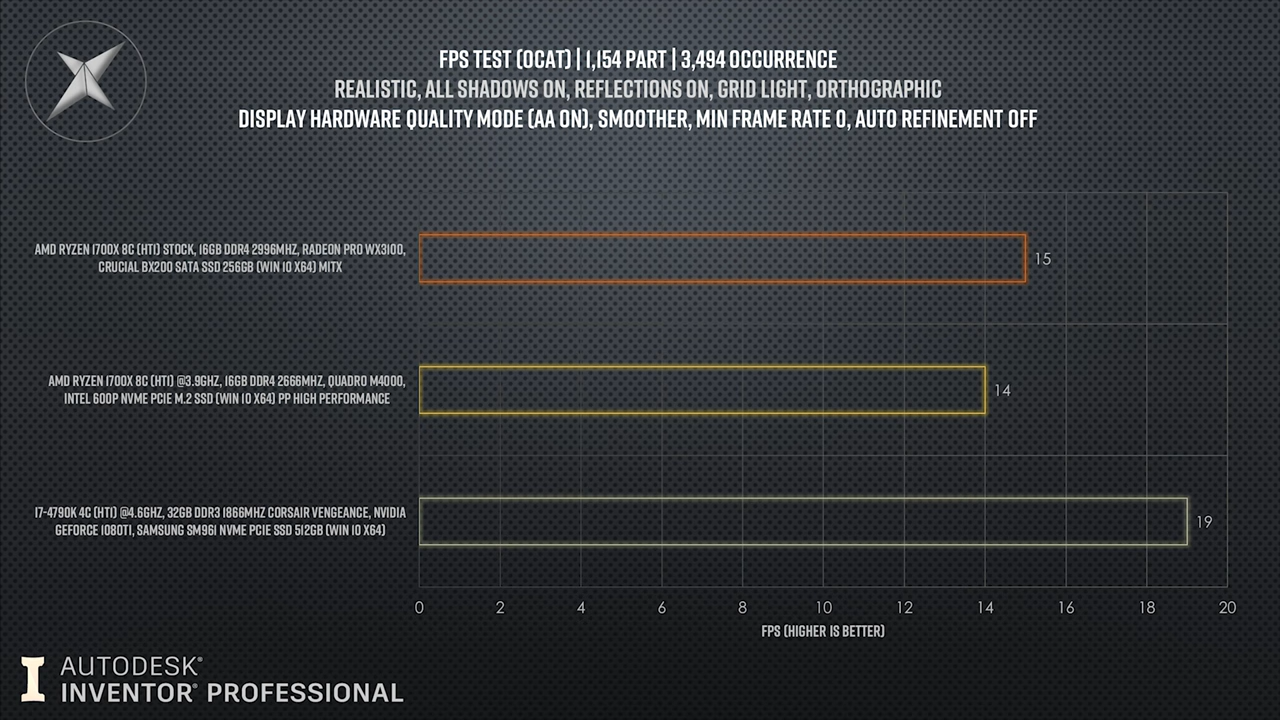 FPS TEST (OCAT) | 1,154 PART | 3,494 OCCURRENCE
REALISTIC, ALL SHADOWS ON, REFLECTIONS ON, GRID LIGHT, ORTHOGRAPHIC
DISPLAY HARDWARE QUALITY MODE (AA ON), SMOOTHER, MIN FRAME RATE 0, AUTO REFINEMENT OFF
AMD RYZEN 1700X 8C (HT1) STOCK, 16GB DDR4 2996MHZ, RADEON PRO WX3100,
CRUCIAL BX200 SATA SSD 256GB (WIN 10 X64) MITX
15
AMD RYZEN 1700X 8C (HT1) @3.9GHZ, 16GB DDR4 2666MHZ, QUADRO M4000,
INTEL 600P NVME PCIE M.2 SSD (WIN 10 X64) PP HIGH PERFORMANCE
14
I7-4790K 4C (HT1) @4.6GHZ, 32GB DDR3 1866MHZ CORSAIR VENGEANCE, NVIDIA
GEFORCE 1080TI, SAMSUNG SM961 NVME PCIE SSD 512GB (WIN 10 X64)
19
0 2 4 6 8 10 12 14 16 18 20
FPS (HIGHER IS BETTER)
I AUTODESK®
INVENTOR® PROFESSIONAL